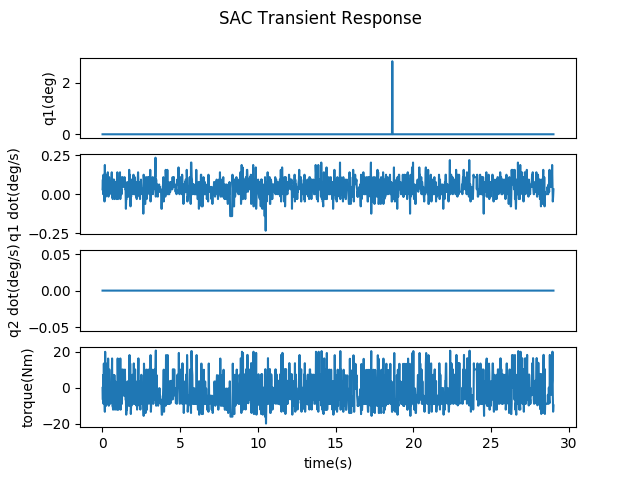 SAC Transient Response
q1(deg)
2
0
q1 dot(deg/s)
0.25
0.00
−0.25
q2 dot(deg/s)
0.05
0.00
−0.05
torque(Nm)
20
0
−20
0 5 10 15 20 25 30
time(s)